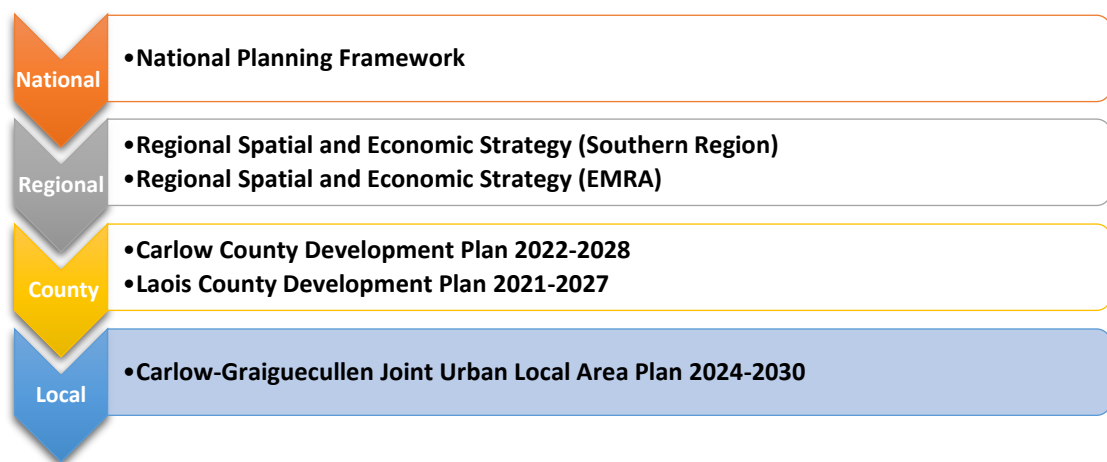 National
•National Planning Framework
Regional
•Regional Spatial and Economic Strategy (Southern Region)
•Regional Spatial and Economic Strategy (EMRA)
County
•Carlow County Development Plan 2022-2028
•Laois County Development Plan 2021-2027
Local
•Carlow-Graiguecullen Joint Urban Local Area Plan 2024-2030